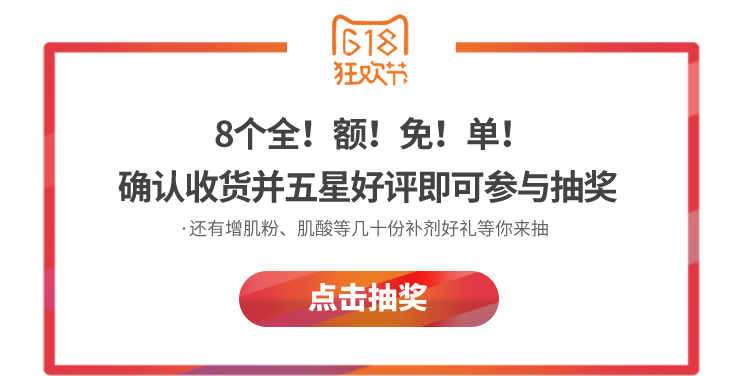 618
狂欢节
8个全！额！免！单！
确认收货并五星好评即可参与抽奖
·还有增肌粉、肌酸等几十份补剂好礼等你来抽
点击抽奖